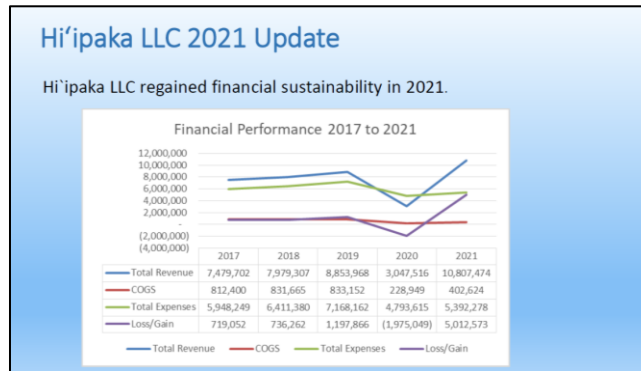 Hi‘ipaka LLC 2021 Update
Hi`ipaka LLC regained financial sustainability in 2021.
Financial Performance 2017 to 2021
12,000,000
10,000,000
8,000,000
6,000,000
4,000,000
2,000,000
-
(2,000,000)
(4,000,000)
2017 2018 2019 2020 2021
Total Revenue 7,479,702 7,979,307 8,853,968 3,047,516 10,807,474
COGS 812,400 831,665 833,152 228,949 402,624
Total Expenses 5,948,249 6,411,380 7,168,162 4,793,615 5,392,278
Loss/Gain 719,052 736,262 1,197,866 (1,975,049) 5,012,573
Total Revenue COGS Total Expenses Loss/Gain